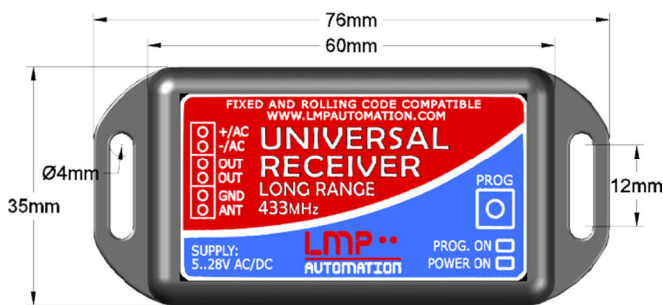 76mm
60mm
FIXED AND ROLLING CODE COMPATIBLE
WWW.LMPAUTOMATION.COM
+/AC
-/AC
OUT
OUT
GND
ANT
UNIVERSAL
RECEIVER
LONG RANGE
433MHz
PROG
Ø4mm
35mm
12mm
SUPPLY:
5..28V AC/DC
LMP
AUTOMATION
PROG. ON
POWER ON